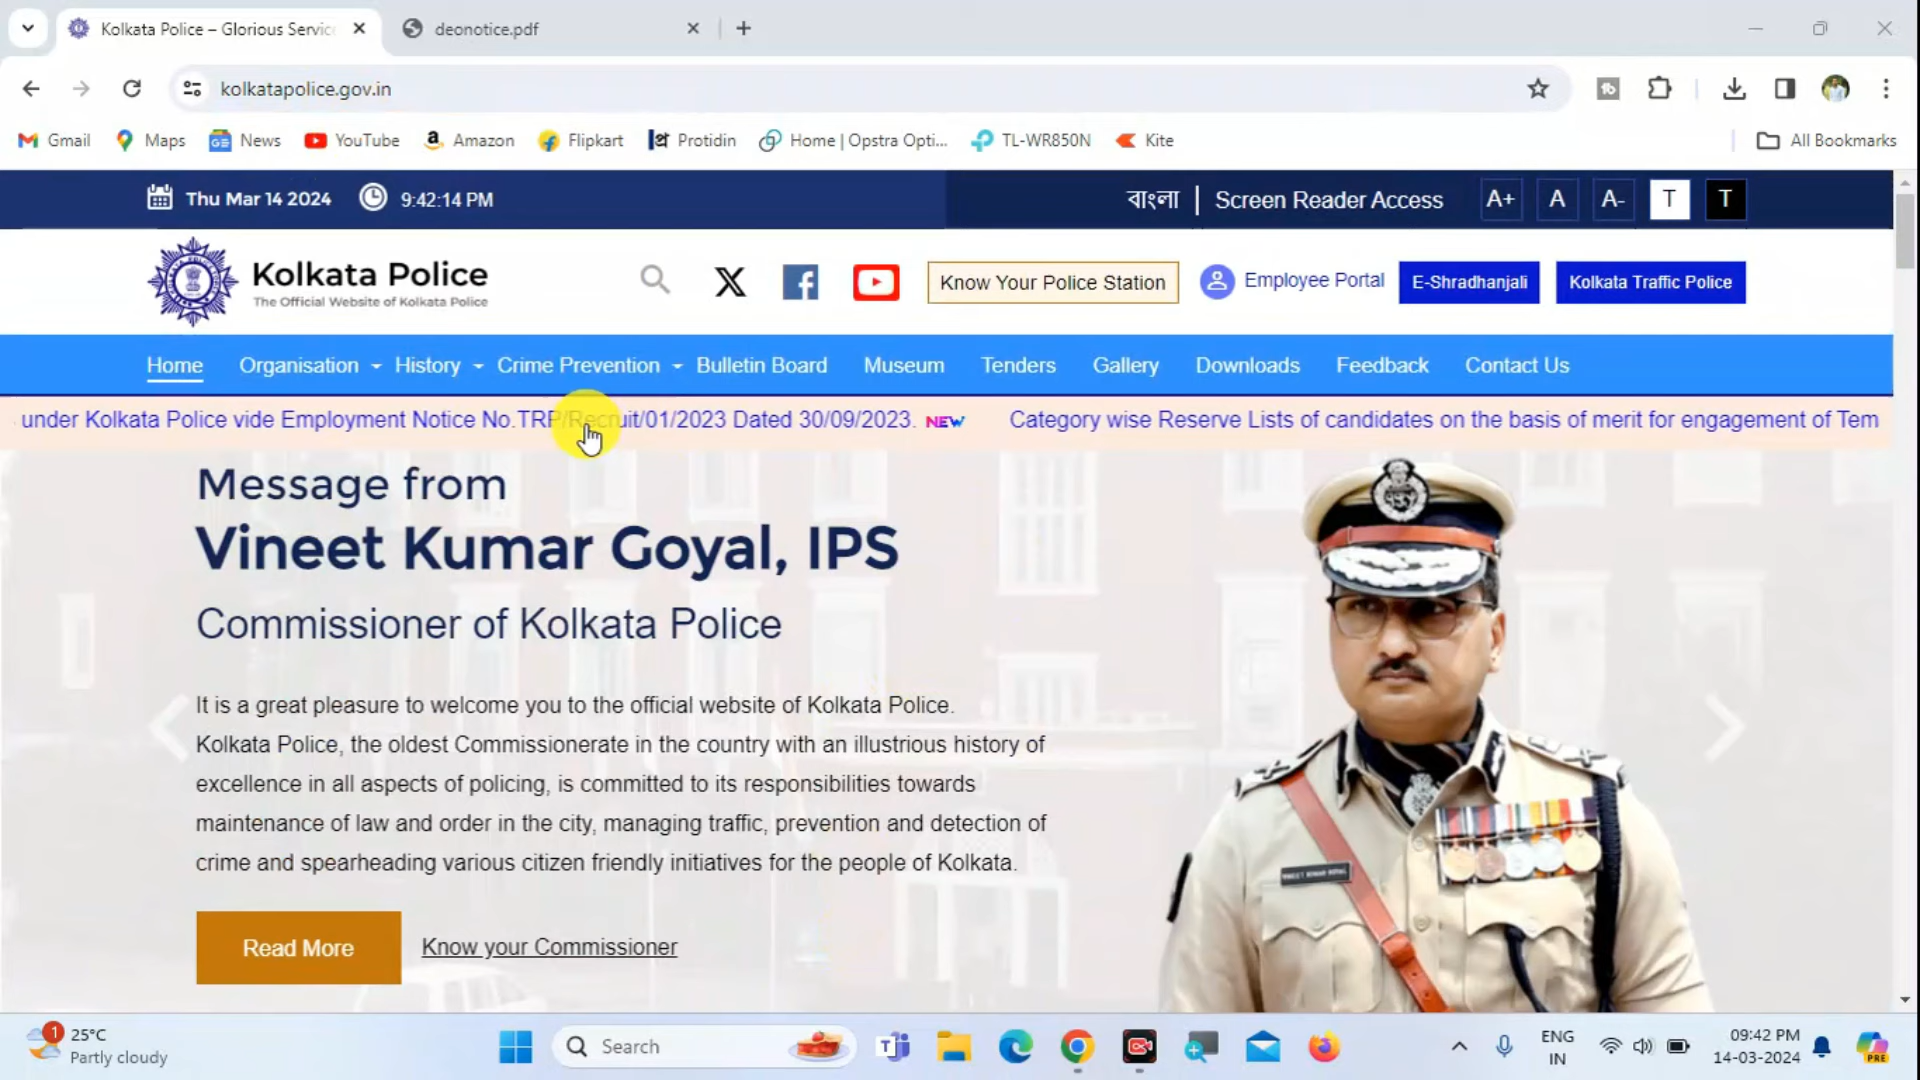 Kolkata Police – Glorious Servic
deonotice.pdf
kolkatapolice.gov.in
Gmail
Maps
News
YouTube
Amazon
Flipkart
Protidin
Home | Opstra Opti...
TL-WR850N
Kite
All Bookmarks
Thu Mar 14 2024
9:42:14 PM
বাংলা
Screen Reader Access
A+
A
A-
T
T
Kolkata Police
The Official Website of Kolkata Police
Know Your Police Station
Employee Portal
E-Shradhanjali
Kolkata Traffic Police
Home
Organisation
History
Crime Prevention
Bulletin Board
Museum
Tenders
Gallery
Downloads
Feedback
Contact Us
under Kolkata Police vide Employment Notice No.TRP/Recruit/01/2023 Dated 30/09/2023.
NEW
Category wise Reserve Lists of candidates on the basis of merit for engagement of Tem
Message from
Vineet Kumar Goyal, IPS
Commissioner of Kolkata Police
It is a great pleasure to welcome you to the official website of Kolkata Police.
Kolkata Police, the oldest Commissionerate in the country with an illustrious history of
excellence in all aspects of policing, is committed to its responsibilities towards
maintenance of law and order in the city, managing traffic, prevention and detection of
crime and spearheading various citizen friendly initiatives for the people of Kolkata.
VINEET KUMAR GOYAL
Read More
Know your Commissioner
1
25°C
Partly cloudy
Search
ENG
IN
09:42 PM
14-03-2024
PRE